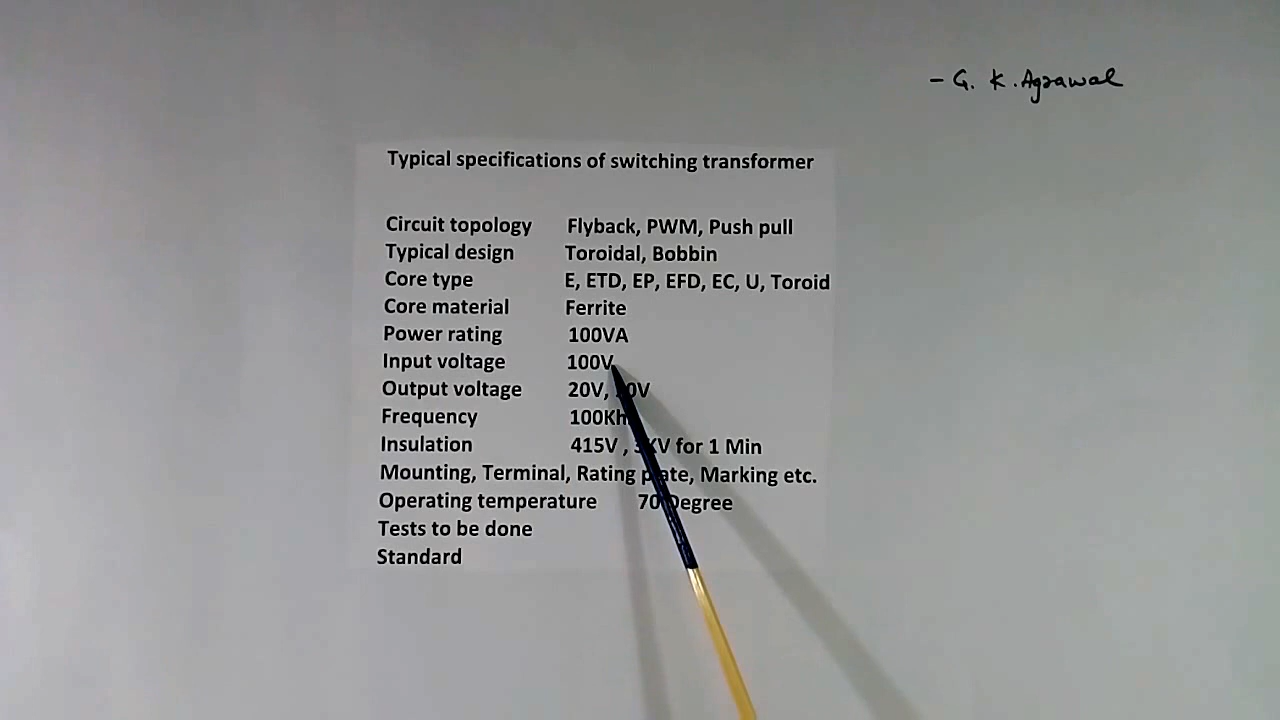 – G. K. Agrawal
Typical specifications of switching transformer
Circuit topology Flyback, PWM, Push pull
Typical design Toroidal, Bobbin
Core type E, ETD, EP, EFD, EC, U, Toroid
Core material Ferrite
Power rating 100VA
Input voltage 100V
Output voltage 20V,
Frequency
Insulation 415V , for 1 Min
Mounting, Terminal, Rating plate, Marking etc.
Operating temperature 70 Degree
Tests to be done
Standard